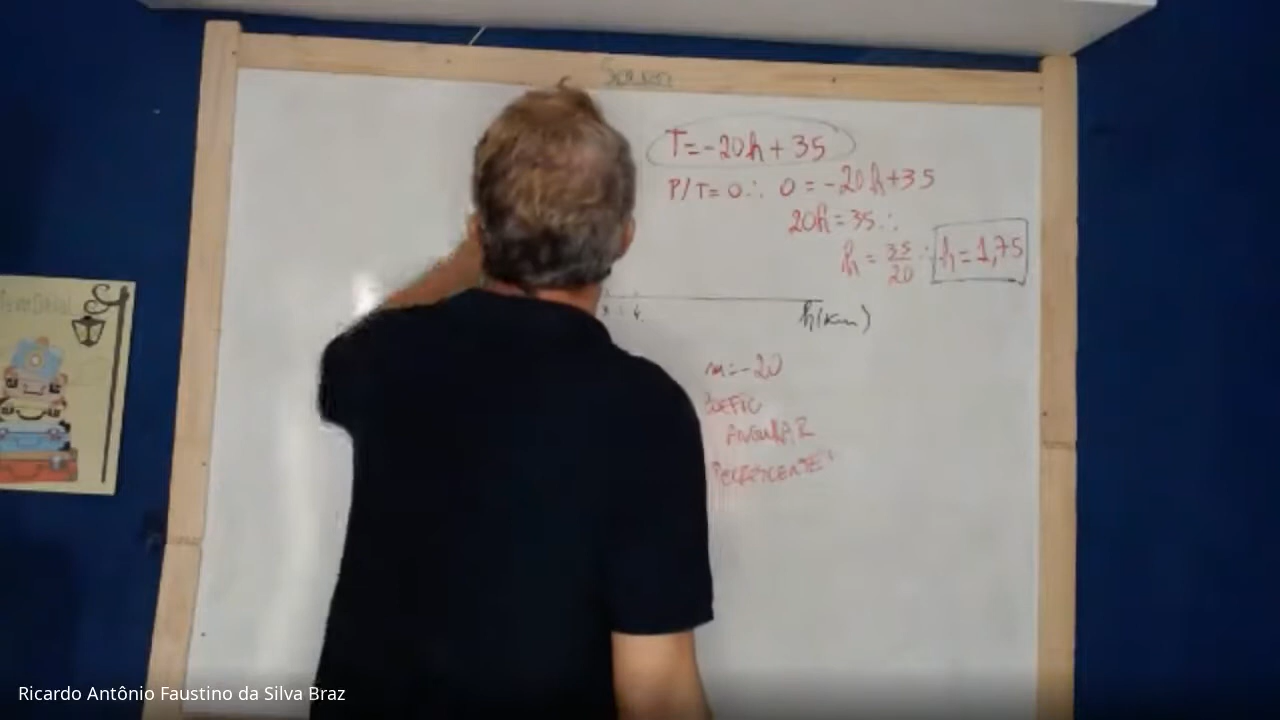 T=-20h+35
P/T=0∴ 0=-20h+35
20h=35∴
h=35/20 ∴ h=1,75
h(Km)
m=-20
COEFIC
ANGULAR
Ricardo Antônio Faustino da Silva Braz